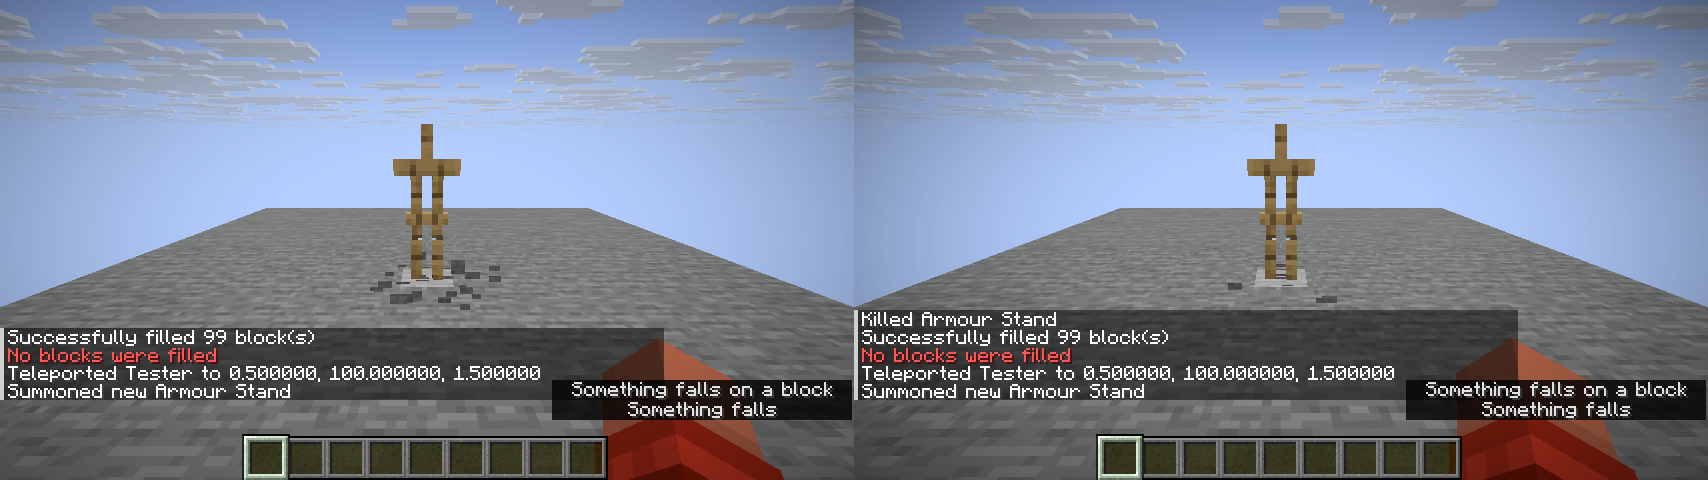 Successfully filled 99 block(s)
No blocks were filled
Teleported Tester to 0.500000, 100.000000, 1.500000
Summoned new Armour Stand
Something falls on a block
Something falls
Killed Armour Stand
Successfully filled 99 block(s)
No blocks were filled
Teleported Tester to 0.500000, 100.000000, 1.500000
Summoned new Armour Stand
Something falls on a block
Something falls